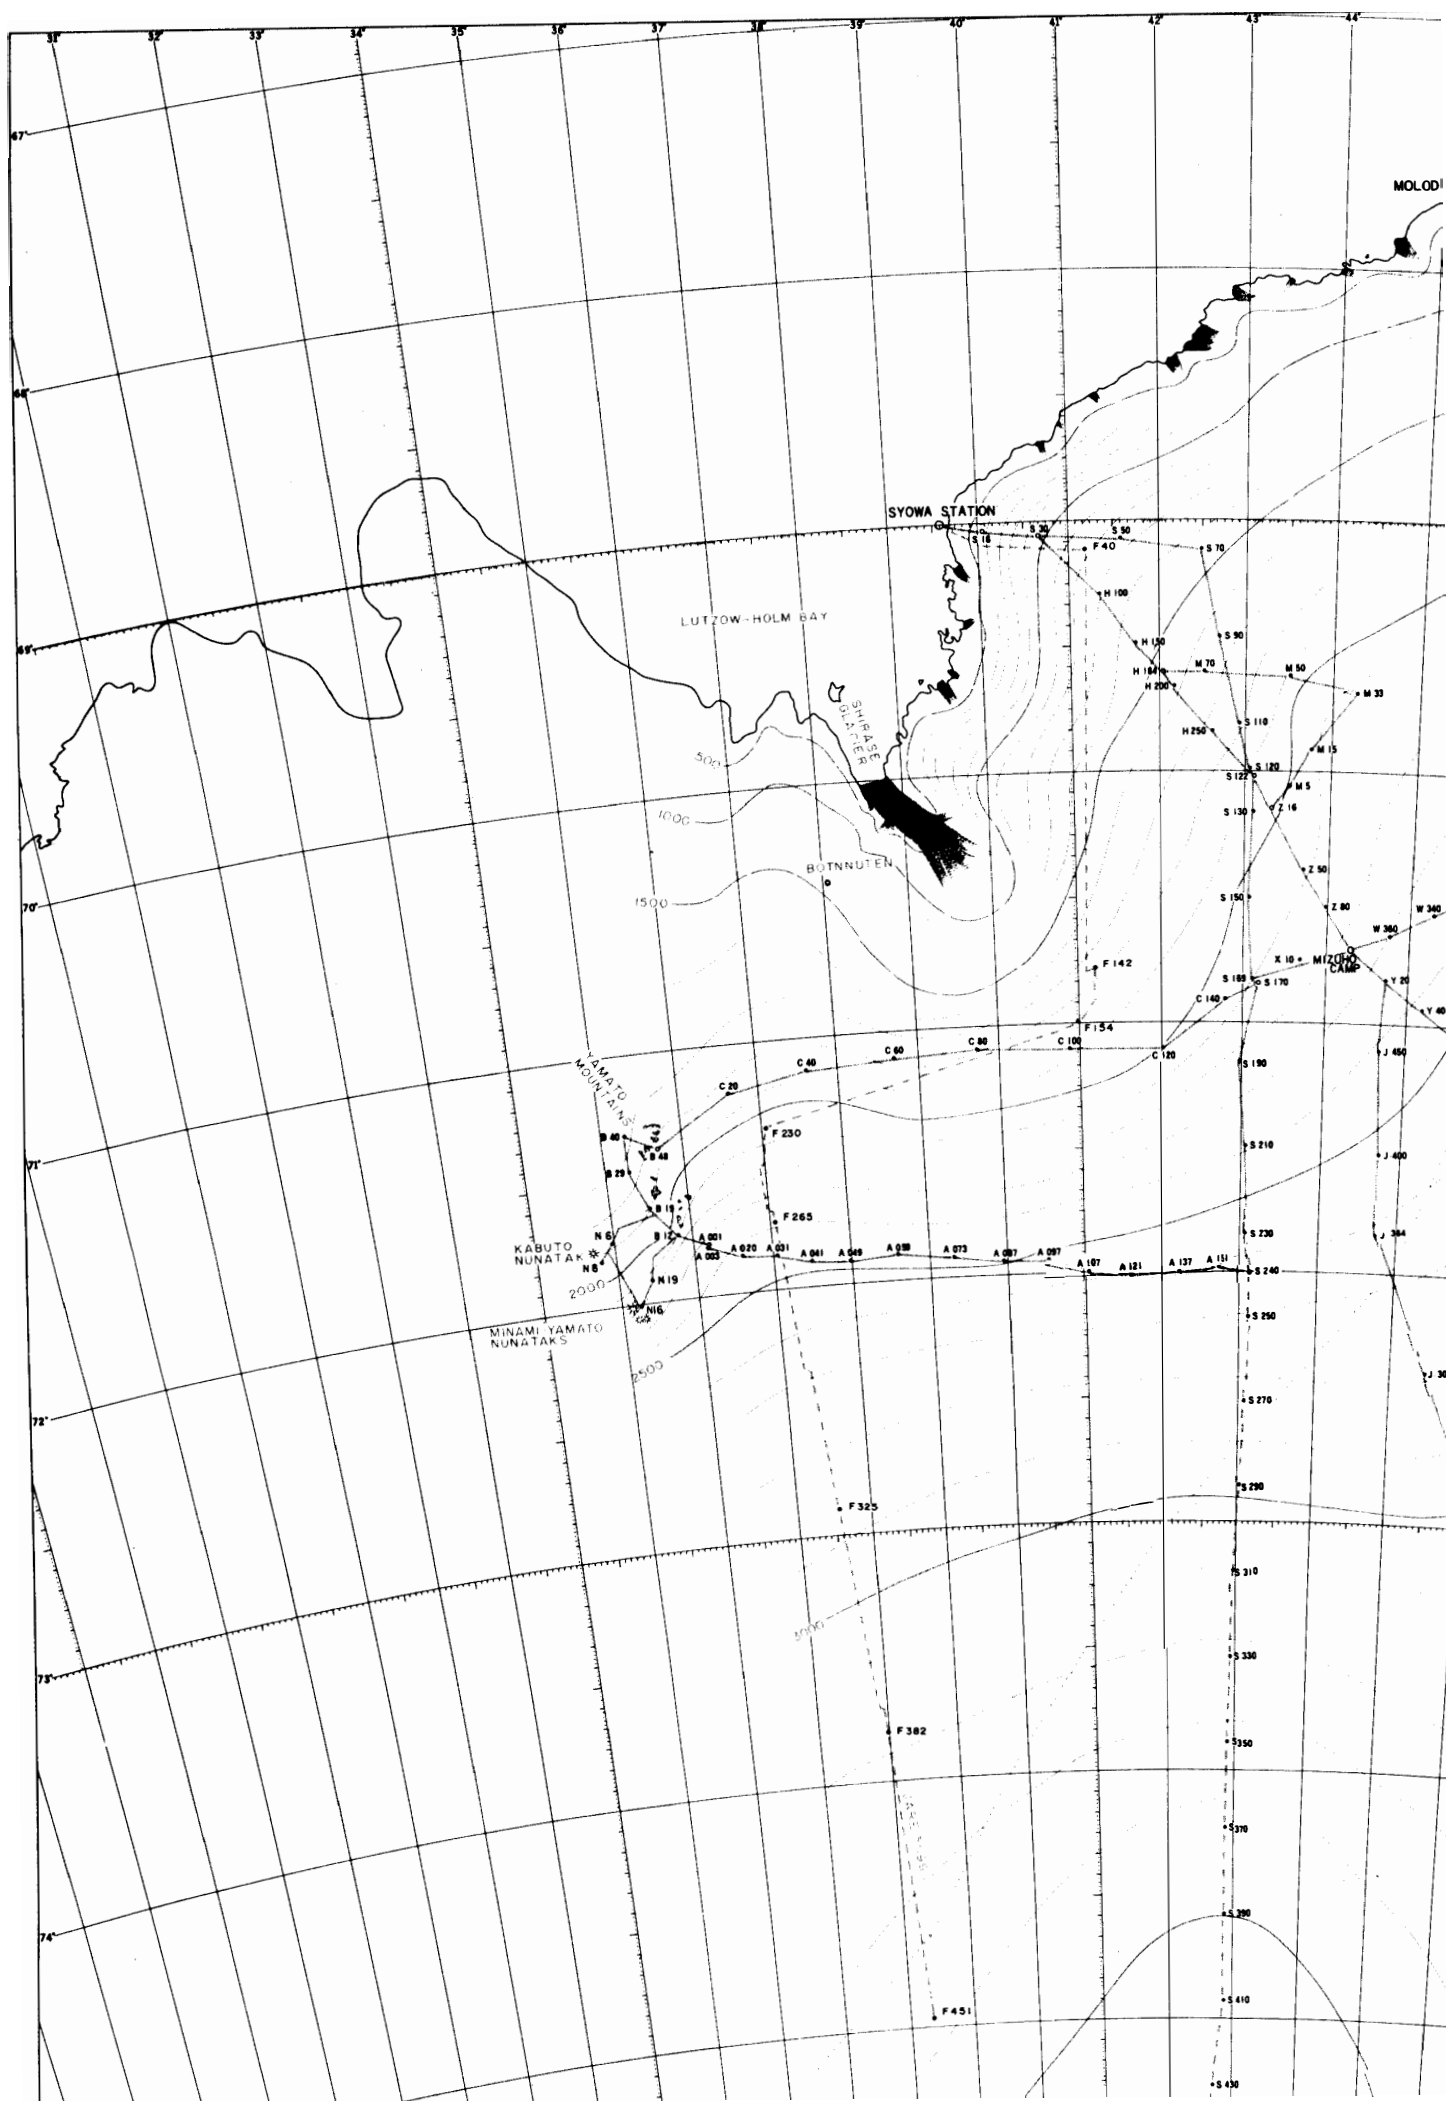 31° 32° 33° 34° 35° 36° 37° 38° 39° 40° 41° 42° 43° 44°
67°
MOLOD
68°
SYOWA STATION
S 16
S 30
S 50
F 40
S 70
H 100
LUTZOW-HOLM BAY
69°
H 150
S 90
H 184
M 70
M 50
H 200
M 33
SHIRASE
GLACIER
H 250
S 110
M 15
500
S 120
S 122
M 5
1000
S 130
Z 16
BOTNNUTEN
Z 50
1500
S 150
Z 80
70°
W 340
W 360
X 10
MIZUHO
CAMP
F 142
S 169
S 170
Y 20
C 140
Y 40
F 154
YAMATO
MOUNTAINS
C 20
C 40
C 60
C 80
C 100
C 120
J 450
S 190
B 40
F 230
B 48
S 210
J 400
71°
B 29
B 19
F 265
N 6
B 12
A 001
S 230
J 364
KABUTO
NUNATAK
A 003
A 020
A 031
A 041
A 049
A 059
A 073
A 087
A 097
A 107
A 121
A 137
A 151
S 240
N 8
N 19
2000
N16
MINAMI YAMATO
NUNATAKS
S 250
2500
J 30
S 270
72°
S 290
F 325
S 310
3000
S 330
73°
F 382
S 350
S 370
S 390
74°
S 410
F 451
S 430